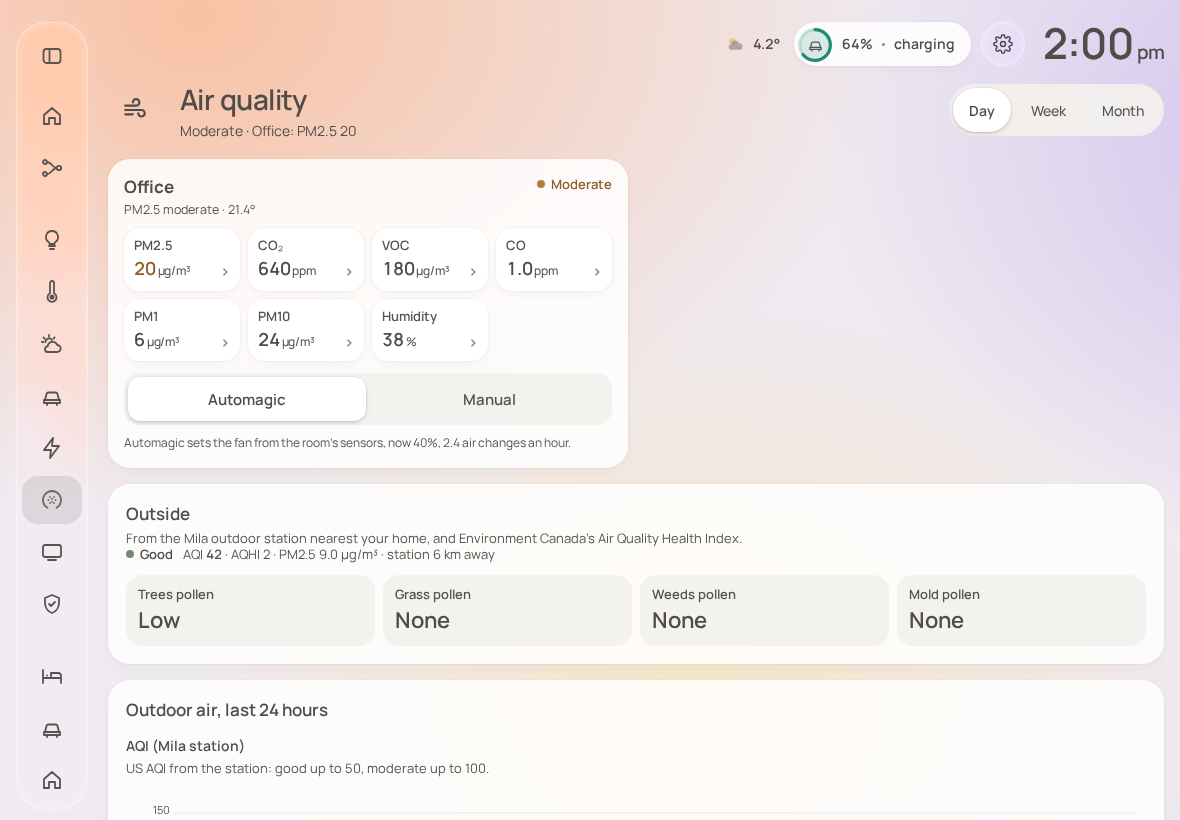 4.2°
64% • charging
2:00 pm
Air quality
Moderate · Office: PM2.5 20
Day Week Month
Office
Moderate
PM2.5 moderate · 21.4°
PM2.5 CO₂ VOC CO
20 µg/m³ 640 ppm 180 µg/m³ 1.0 ppm
PM1 PM10 Humidity
6 µg/m³ 24 µg/m³ 38 %
Automagic Manual
Automagic sets the fan from the room's sensors, now 40%, 2.4 air changes an hour.
Outside
From the Mila outdoor station nearest your home, and Environment Canada's Air Quality Health Index.
Good AQI 42 · AQHI 2 · PM2.5 9.0 µg/m³ · station 6 km away
Trees pollen Grass pollen Weeds pollen Mold pollen
Low None None None
Outdoor air, last 24 hours
AQI (Mila station)
US AQI from the station: good up to 50, moderate up to 100.
150